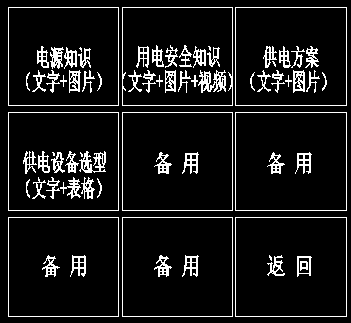 电源知识
(文字+图片)
用电安全知识
(文字+图片+视频)
供电方案
(文字+图片)
供电设备选型
(文字+表格)
备 用
备 用
备 用
备 用
返 回